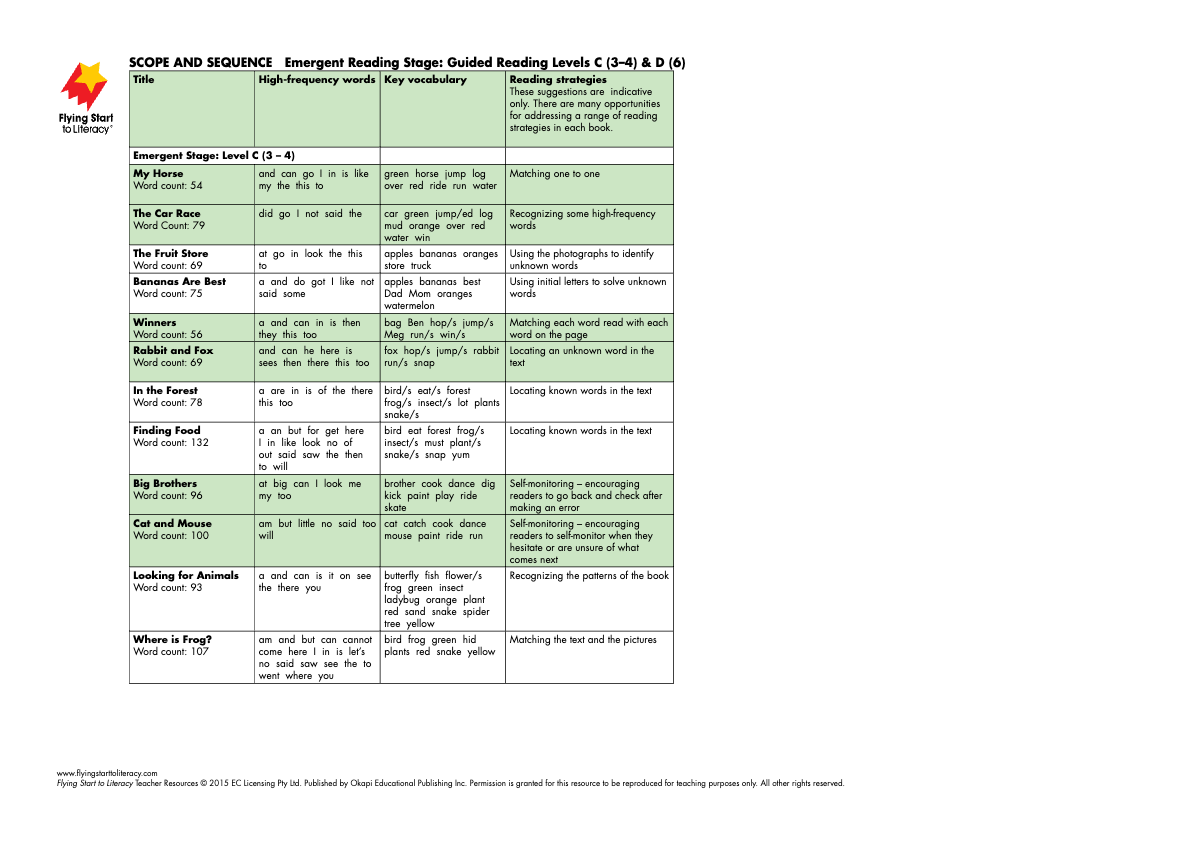 SCOPE AND SEQUENCE Emergent Reading Stage: Guided Reading Levels C (3–4) & D (6)
Flying Start
to Literacy®
Title
High-frequency words
Key vocabulary
Reading strategies
These suggestions are indicative
only. There are many opportunities
for addressing a range of reading
strategies in each book.
Emergent Stage: Level C (3 – 4)
My Horse
Word count: 54
and can go I in is like
my the this to
green horse jump log
over red ride run water
Matching one to one
The Car Race
Word Count: 79
did go I not said the
car green jump/ed log
mud orange over red
water win
Recognizing some high-frequency
words
The Fruit Store
Word count: 69
at go in look the this
to
apples bananas oranges
store truck
Using the photographs to identify
unknown words
Bananas Are Best
Word count: 75
a and do got I like not
said some
apples bananas best
Dad Mom oranges
watermelon
Using initial letters to solve unknown
words
Winners
Word count: 56
a and can in is then
they this too
bag Ben hop/s jump/s
Meg run/s win/s
Matching each word read with each
word on the page
Rabbit and Fox
Word count: 69
and can he here is
sees then there this too
fox hop/s jump/s rabbit
run/s snap
Locating an unknown word in the
text
In the Forest
Word count: 78
a are in is of the there
this too
bird/s eat/s forest
frog/s insect/s lot plants
snake/s
Locating known words in the text
Finding Food
Word count: 132
a an but for get here
I in like look no of
out said saw the then
to will
bird eat forest frog/s
insect/s must plant/s
snake/s snap yum
Locating known words in the text
Big Brothers
Word count: 96
at big can I look me
my too
brother cook dance dig
kick paint play ride
skate
Self-monitoring – encouraging
readers to go back and check after
making an error
Cat and Mouse
Word count: 100
am but little no said too
will
cat catch cook dance
mouse paint ride run
Self-monitoring – encouraging
readers to self-monitor when they
hesitate or are unsure of what
comes next
Looking for Animals
Word count: 93
a and can is it on see
the there you
butterfly fish flower/s
frog green insect
ladybug orange plant
red sand snake spider
tree yellow
Recognizing the patterns of the book
Where is Frog?
Word count: 107
am and but can cannot
come here I in is let's
no said saw see the to
went where you
bird frog green hid
plants red snake yellow
Matching the text and the pictures
www.flyingstarttoliteracy.com
Flying Start to Literacy Teacher Resources © 2015 EC Licensing Pty Ltd. Published by Okapi Educational Publishing Inc. Permission is granted for this resource to be reproduced for teaching purposes only. All other rights reserved.